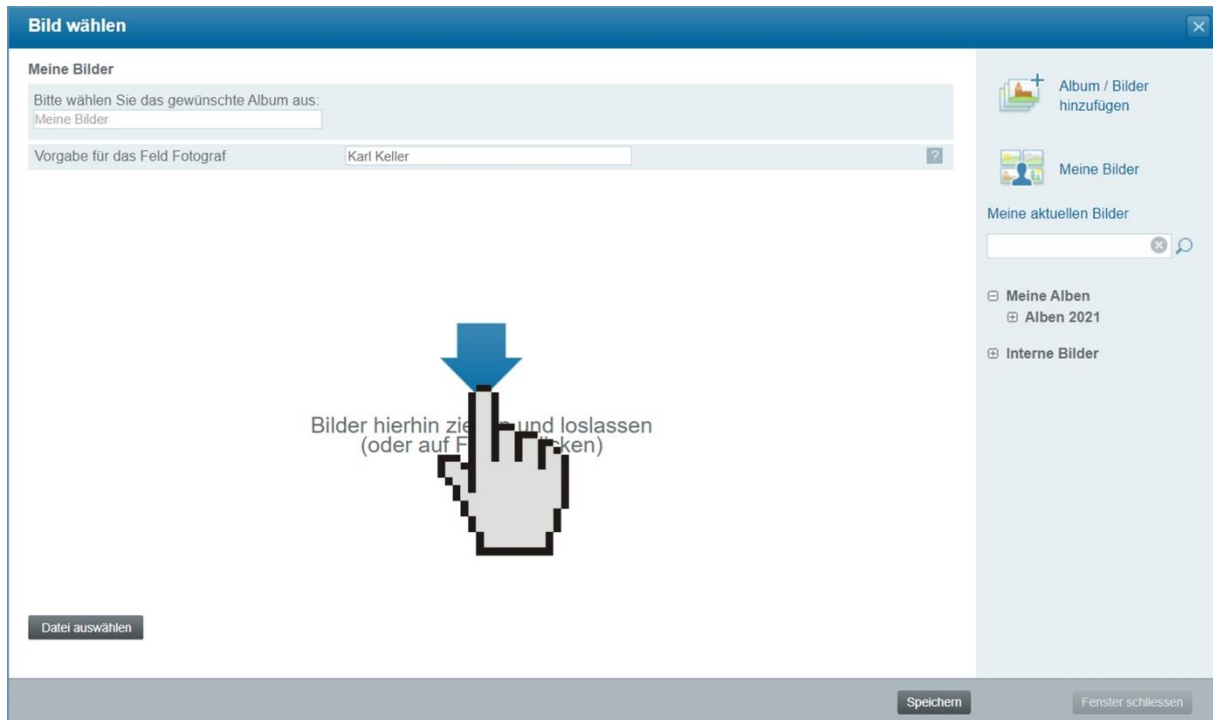 Bild wählen
Meine Bilder
Bitte wählen Sie das gewünschte Album aus:
Meine Bilder
Vorgabe für das Feld Fotograf
Karl Keller
?
Bilder hierhin und loslassen
(oder auf
Datei auswählen
Album / Bilder
hinzufügen
Meine Bilder
Meine aktuellen Bilder
Meine Alben
Alben 2021
Interne Bilder
Speichern
Fenster schliessen